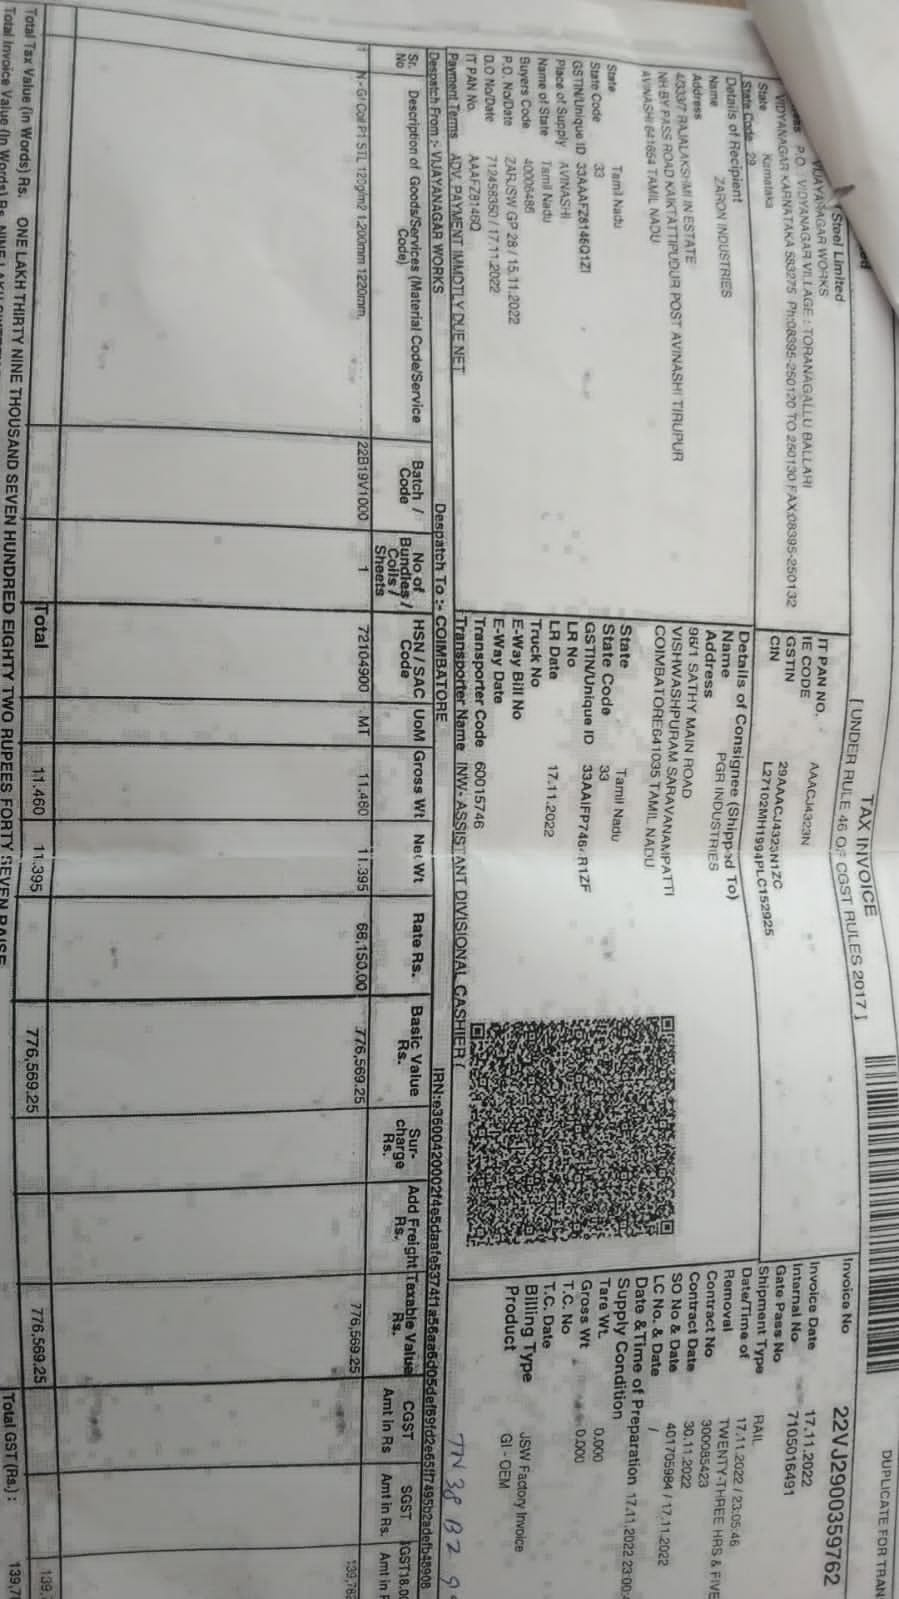 DUPLICATE FOR TRAN
TAX INVOICE
[ UNDER RULE 46 OF CGST RULES 2017 ]
Steel Limited
VIJAYANAGAR WORKS
P.O : VIDYANAGAR VILLAGE : TORANAGALLU BALLARI
VIDYANAGAR KARNATAKA 583275 Ph:08395-250120 TO 250130 FAX:08395-250132
State Karnataka
State Code 29
IT PAN NO. AAACJ4323N
IE CODE
GSTIN 29AAACJ4323N1ZC
CIN L27102MH1994PLC152925
Invoice No 22VJ2900359762
Invoice Date 17.11.2022
Internal No 7105016491
Gate Pass No
Shipment Type RAIL
Date/Time of 17.11.2022 / 23:05:46
Removal TWENTY-THREE HRS & FIVE
Contract No 300085423
Contract Date 30.11.2022
SO No & Date 401705984 / 17.11.2022
LC No. & Date /
Date &Time of Preparation 17.11.2022 23:00:
Supply Condition
Tare Wt. 0.000
Gross Wt 0.000
T.C. No
T.C. Date
Billing Type JSW Factory Invoice
Product GI - OEM
Details of Recipient
Name ZARON INDUSTRIES
Address
4/333/7 RAJALAKSHMI IN ESTATE
NH BY PASS ROAD KAIKTATTIPUDUR POST AVINASHI TIRUPUR
AVINASHI 641654 TAMIL NADU
State Tamil Nadu
State Code 33
GSTIN/Unique ID 33AAAFZ8146Q1ZI
Place of Supply AVINASHI
Name of State Tamil Nadu
Buyers Code 40006486
P.O. No/Date ZARJSW GP 28 / 15.11.2022
D.O No/Date 712458350 / 17.11.2022
IT PAN No. AAAFZ8146Q
Payment Terms ADV. PAYMENT IMMDTLY DUE NET
Details of Consignee (Shipped To)
Name PGR INDUSTRIES
Address
96/1 SATHY MAIN ROAD
VISHWASHPURAM SARAVANAMPATTI
COIMBATORE641035 TAMIL NADU
State Tamil Nadu
State Code 33
GSTIN/Unique ID
LR No
LR Date 17.11.2022
Truck No
E-Way Bill No
E-Way Date
Transporter Code 60015746
Transporter Name INW- ASSISTANT DIVISIONAL CASHIER (
TN 38 B2
Despatch From :- VIJAYANAGAR WORKS Despatch To :- COIMBATORE
Sr. No Description of Goods/Services (Material Code/Service Code) Batch / Code No of Bundles / Coils / Sheets HSN / SAC Code UoM Gross Wt Net Wt Rate Rs. Basic Value Rs. Sur-charge Rs. Add Freight Rs. Taxable Value Rs. CGST Amt in Rs SGST Amt in Rs. IGST18.0 Amt in
1 N - GI Coil P1 STL 120g/m2 1.200mm 1220mm, 22B19V1000 1 72104900 MT 11.460 11.395 68,150.00 776,569.25 776,569.25
Total 11.460 11.395 776,569.25 776,569.25 139,
Total Tax Value (in Words) Rs. ONE LAKH THIRTY NINE THOUSAND SEVEN HUNDRED EIGHTY TWO RUPEES FORTY SEVEN PAISE Total GST (Rs.) : 139,7
Total Invoice Value (In Words) Rs.